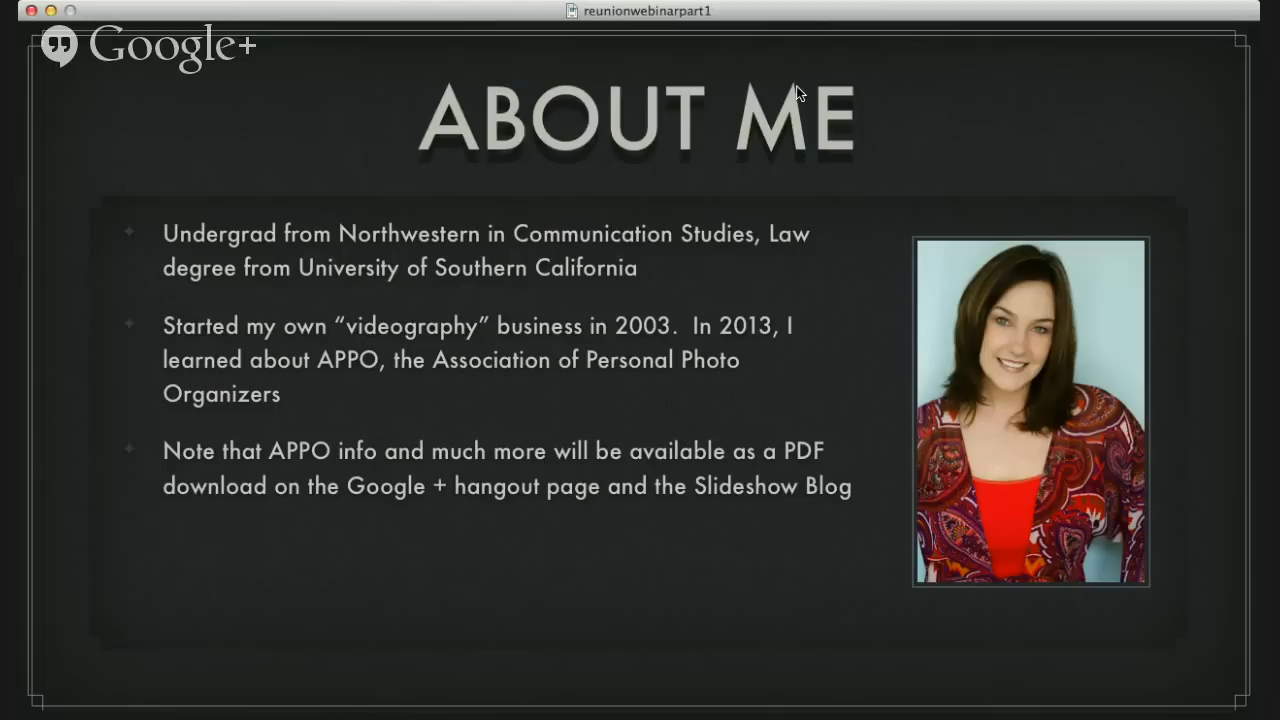 reunionwebinarpart1
Google+
ABOUT ME
Undergrad from Northwestern in Communication Studies, Law
degree from University of Southern California
Started my own “videography” business in 2003.  In 2013, I
learned about APPO, the Association of Personal Photo
Organizers
Note that APPO info and much more will be available as a PDF
download on the Google + hangout page and the Slideshow Blog